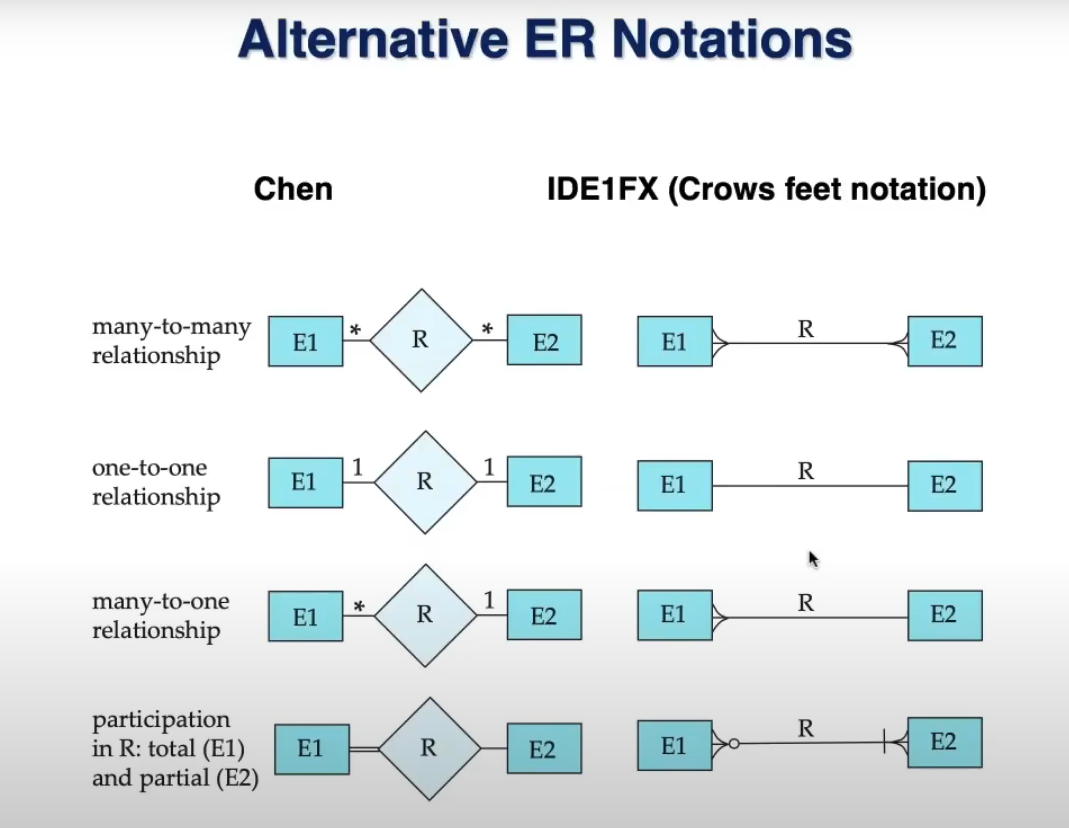 Alternative ER Notations
Chen
IDE1FX (Crows feet notation)
many-to-many
relationship
E1 * R * E2
E1 R E2
one-to-one
relationship
E1 1 R 1 E2
E1 R E2
many-to-one
relationship
E1 * R 1 E2
E1 R E2
participation
in R: total (E1)
and partial (E2)
E1 R E2
E1 R E2